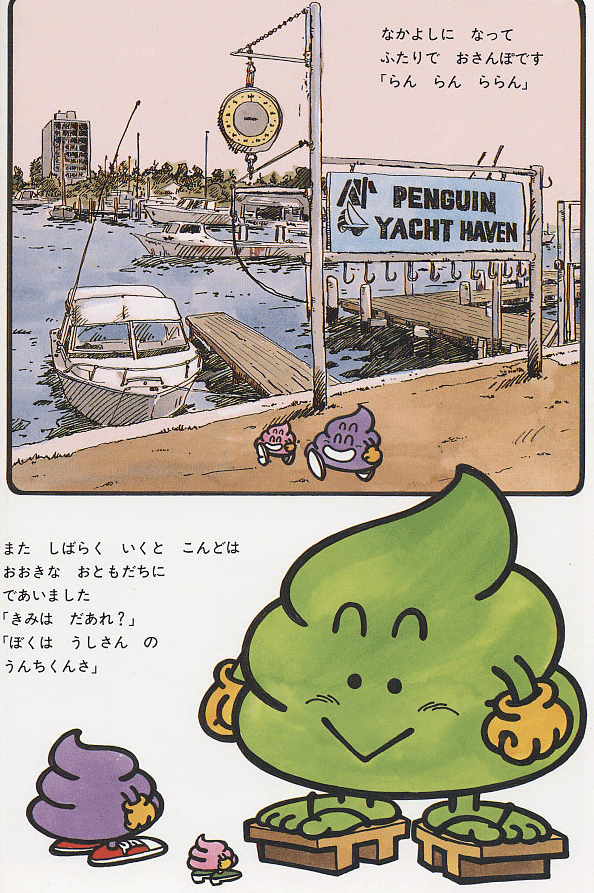 なかよしに なって
ふたりで おさんぽです
「らん らん ららん」
PENGUIN
YACHT HAVEN
また しばらく いくと こんどは
おおきな おともだちに
であいました
「きみは だあれ？」
「ぼくは うしさん の
うんちくんさ」